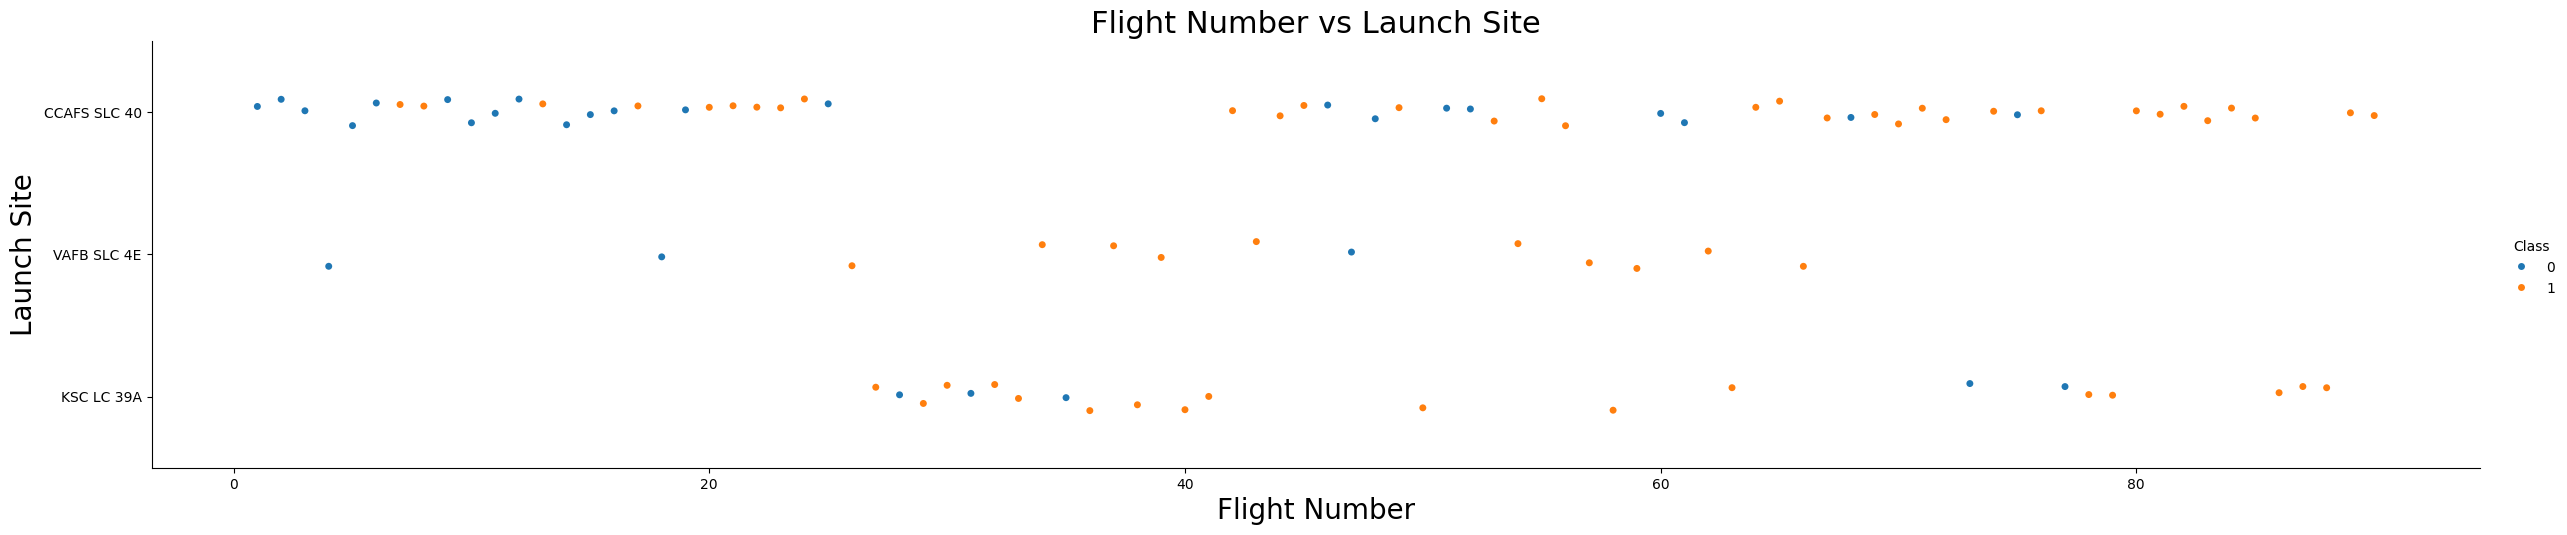 Flight Number vs Launch Site
Launch Site
CCAFS SLC 40
VAFB SLC 4E
KSC LC 39A
0 20 40 60 80
Flight Number
Class
0
1